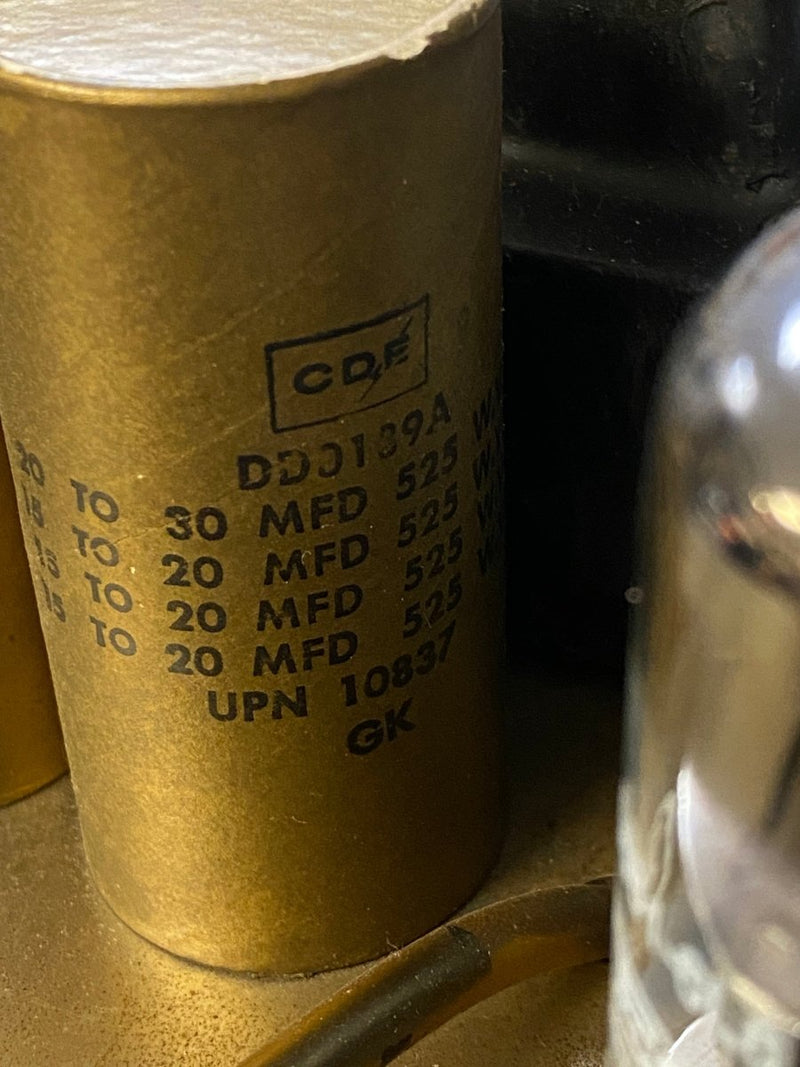 CDE
DD0139A
20 TO 30 MFD 525 W.
15 TO 20 MFD 525 W.
15 TO 20 MFD 525 W.
15 TO 20 MFD 525 W.
UPN 10837
GK